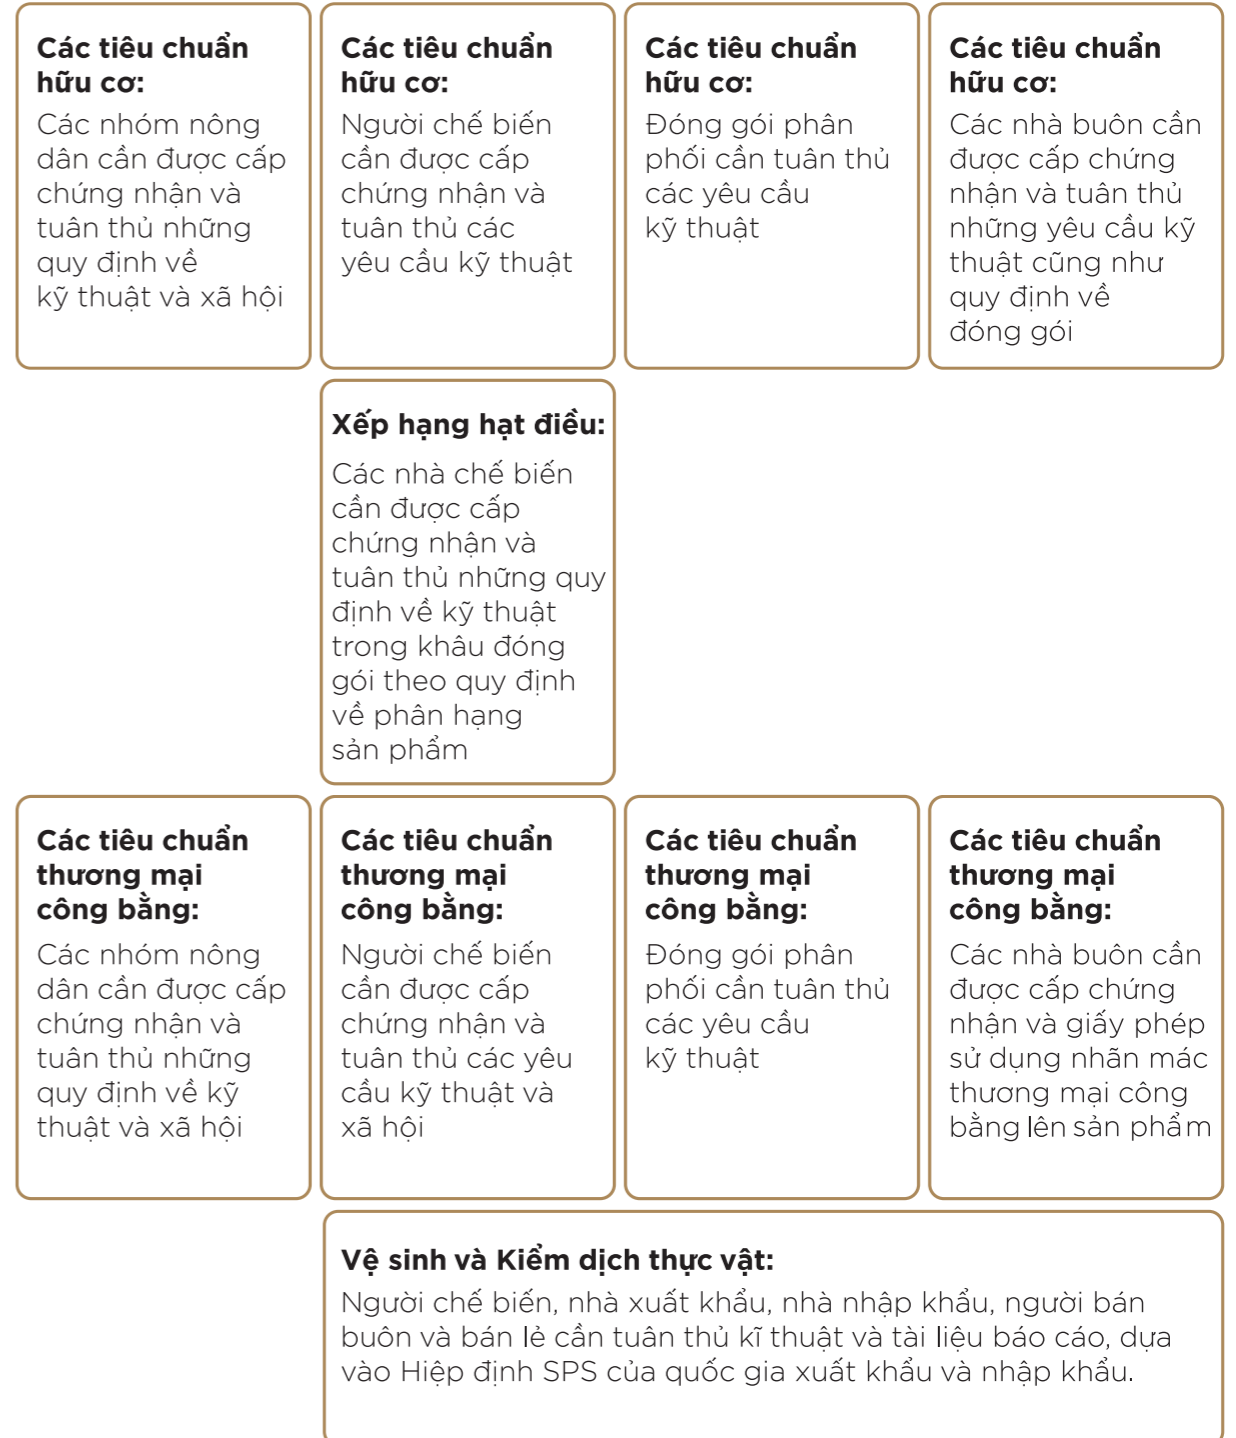 Các tiêu chuẩn
hữu cơ:
Các nhóm nông
dân cần được cấp
chứng nhận và
tuân thủ những
quy định về
kỹ thuật và xã hội
Các tiêu chuẩn
hữu cơ:
Người chế biến
cần được cấp
chứng nhận và
tuân thủ các
yêu cầu kỹ thuật
Các tiêu chuẩn
hữu cơ:
Đóng gói phân
phối cần tuân thủ
các yêu cầu
kỹ thuật
Các tiêu chuẩn
hữu cơ:
Các nhà buôn cần
được cấp chứng
nhận và tuân thủ
những yêu cầu kỹ
thuật cũng như
quy định về
đóng gói
Xếp hạng hạt điều:
Các nhà chế biến
cần được cấp
chứng nhận và
tuân thủ những quy
định về kỹ thuật
trong khâu đóng
gói theo quy định
về phân hạng
sản phẩm
Các tiêu chuẩn
thương mại
công bằng:
Các nhóm nông
dân cần được cấp
chứng nhận và
tuân thủ những
quy định về kỹ
thuật và xã hội
Các tiêu chuẩn
thương mại
công bằng:
Người chế biến
cần được cấp
chứng nhận và
tuân thủ các yêu
cầu kỹ thuật và
xã hội
Các tiêu chuẩn
thương mại
công bằng:
Đóng gói phân
phối cần tuân thủ
các yêu cầu
kỹ thuật
Các tiêu chuẩn
thương mại
công bằng:
Các nhà buôn cần
được cấp chứng
nhận và giấy phép
sử dụng nhãn mác
thương mại công
bằng lên sản phẩm
Vệ sinh và Kiểm dịch thực vật:
Người chế biến, nhà xuất khẩu, nhà nhập khẩu, người bán
buôn và bán lẻ cần tuân thủ kĩ thuật và tài liệu báo cáo, dựa
vào Hiệp định SPS của quốc gia xuất khẩu và nhập khẩu.